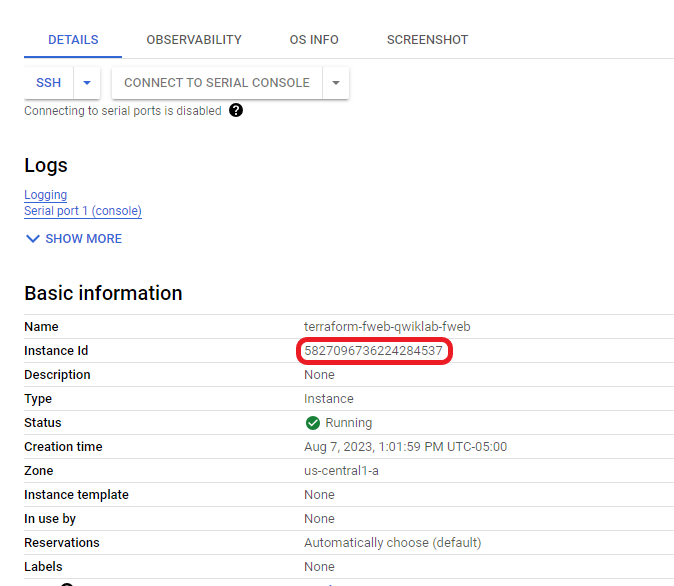 DETAILS OBSERVABILITY OS INFO SCREENSHOT
SSH CONNECT TO SERIAL CONSOLE
Connecting to serial ports is disabled ?
Logs
Logging
Serial port 1 (console)
SHOW MORE
Basic information
Name terraform-fweb-qwiklab-fweb
Instance Id 5827096736224284537
Description None
Type Instance
Status Running
Creation time Aug 7, 2023, 1:01:59 PM UTC-05:00
Zone us-central1-a
Instance template None
In use by None
Reservations Automatically choose (default)
Labels None